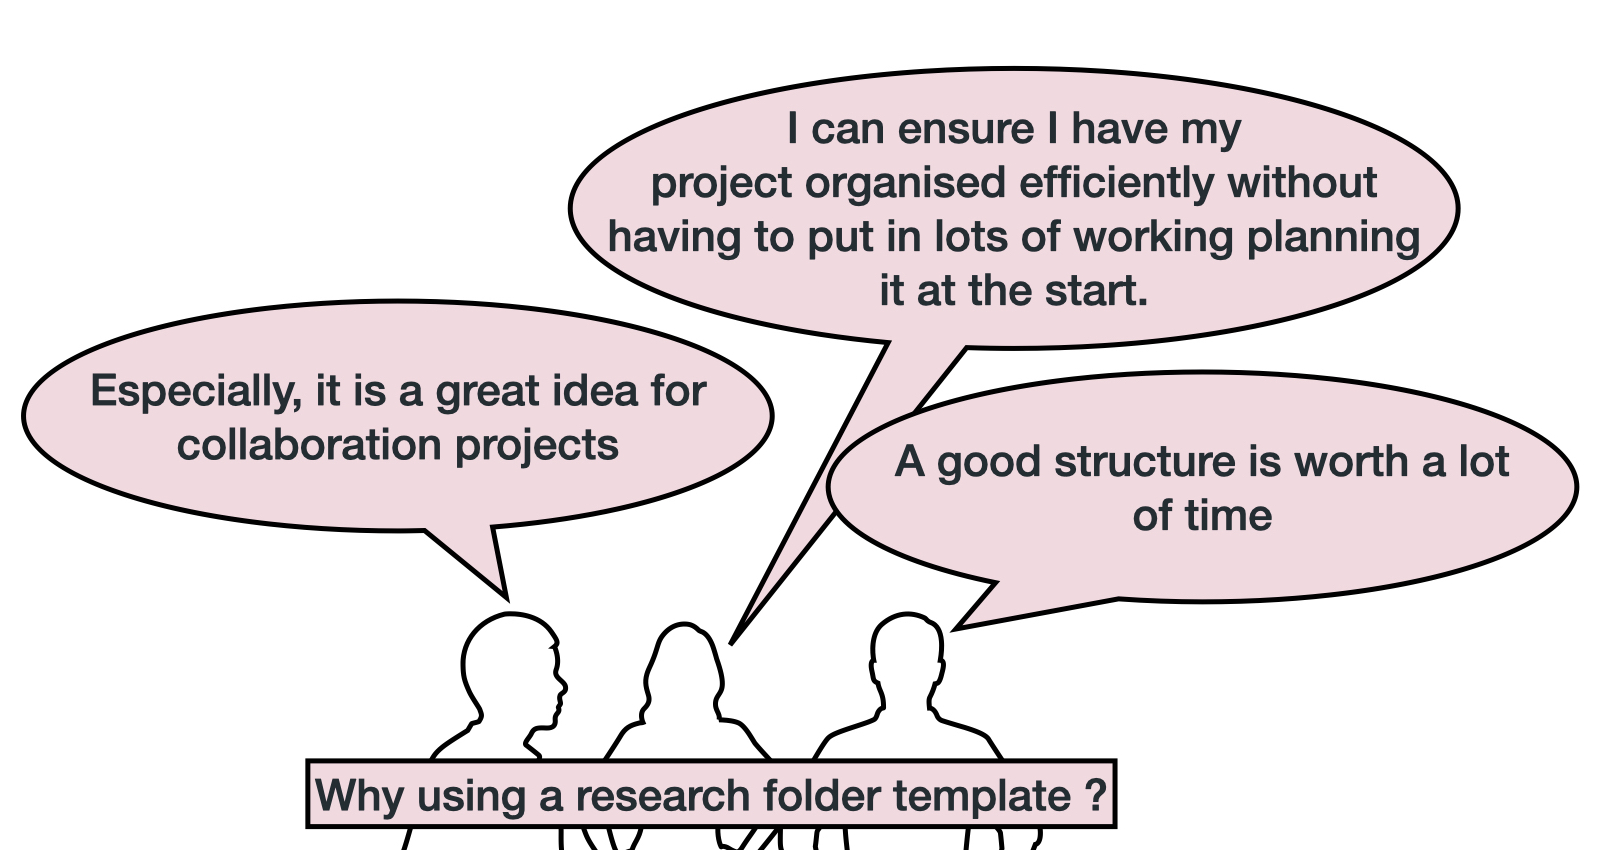 I can ensure I have my
project organised efficiently without
having to put in lots of working planning
it at the start.
Especially, it is a great idea for
collaboration projects
A good structure is worth a lot
of time
Why using a research folder template ?